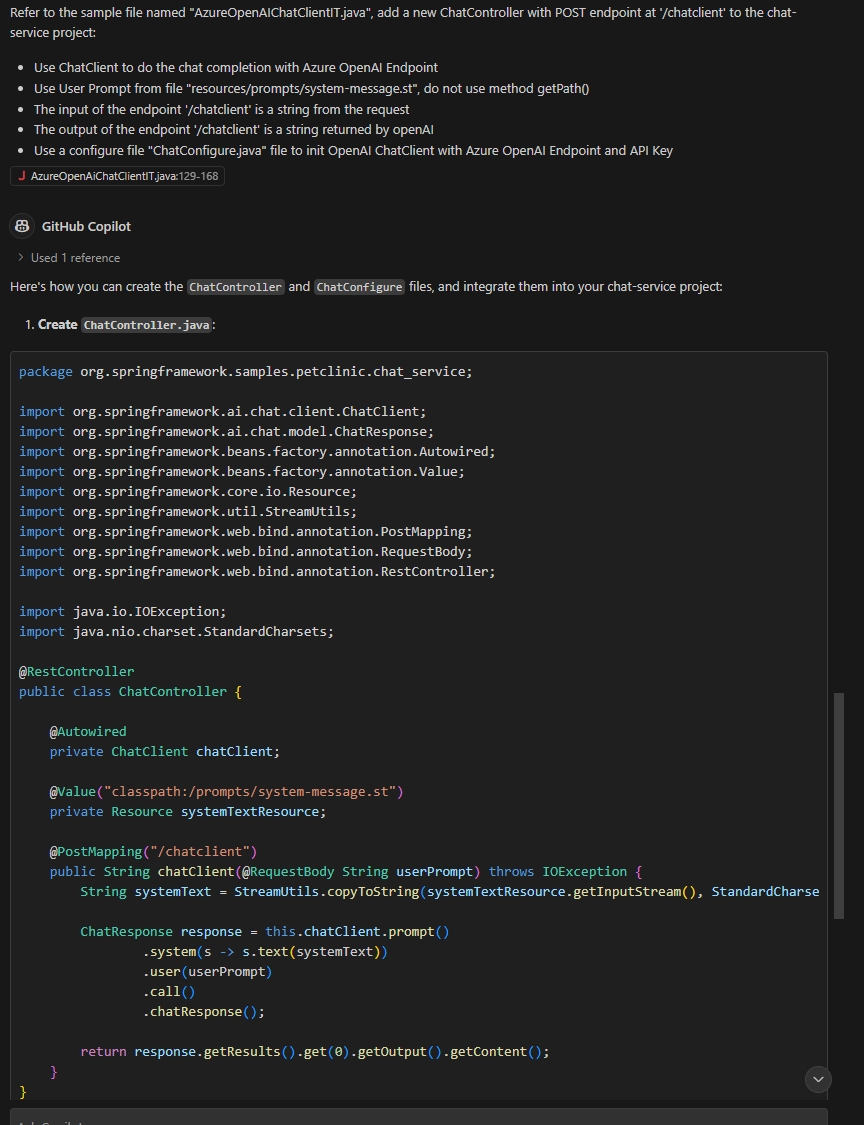 Refer to the sample file named "AzureOpenAIChatClientIT.java", add a new ChatController with POST endpoint at '/chatclient' to the chat-
service project:
• Use ChatClient to do the chat completion with Azure OpenAI Endpoint
• Use User Prompt from file "resources/prompts/system-message.st", do not use method getPath()
• The input of the endpoint '/chatclient' is a string from the request
• The output of the endpoint '/chatclient' is a string returned by openAI
• Use a configure file "ChatConfigure.java" file to init OpenAI ChatClient with Azure OpenAI Endpoint and API Key
J AzureOpenAiChatClientIT.java:129-168
GitHub Copilot
> Used 1 reference
Here's how you can create the ChatController and ChatConfigure files, and integrate them into your chat-service project:
1. Create ChatController.java:
package org.springframework.samples.petclinic.chat_service;
import org.springframework.ai.chat.client.ChatClient;
import org.springframework.ai.chat.model.ChatResponse;
import org.springframework.beans.factory.annotation.Autowired;
import org.springframework.beans.factory.annotation.Value;
import org.springframework.core.io.Resource;
import org.springframework.util.StreamUtils;
import org.springframework.web.bind.annotation.PostMapping;
import org.springframework.web.bind.annotation.RequestBody;
import org.springframework.web.bind.annotation.RestController;
import java.io.IOException;
import java.nio.charset.StandardCharsets;
@RestController
public class ChatController {
@Autowired
private ChatClient chatClient;
@Value("classpath:/prompts/system-message.st")
private Resource systemTextResource;
@PostMapping("/chatclient")
public String chatClient(@RequestBody String userPrompt) throws IOException {
String systemText = StreamUtils.copyToString(systemTextResource.getInputStream(), StandardCharse
ChatResponse response = this.chatClient.prompt()
.system(s -> s.text(systemText))
.user(userPrompt)
.call()
.chatResponse();
return response.getResults().get(0).getOutput().getContent();
}
}